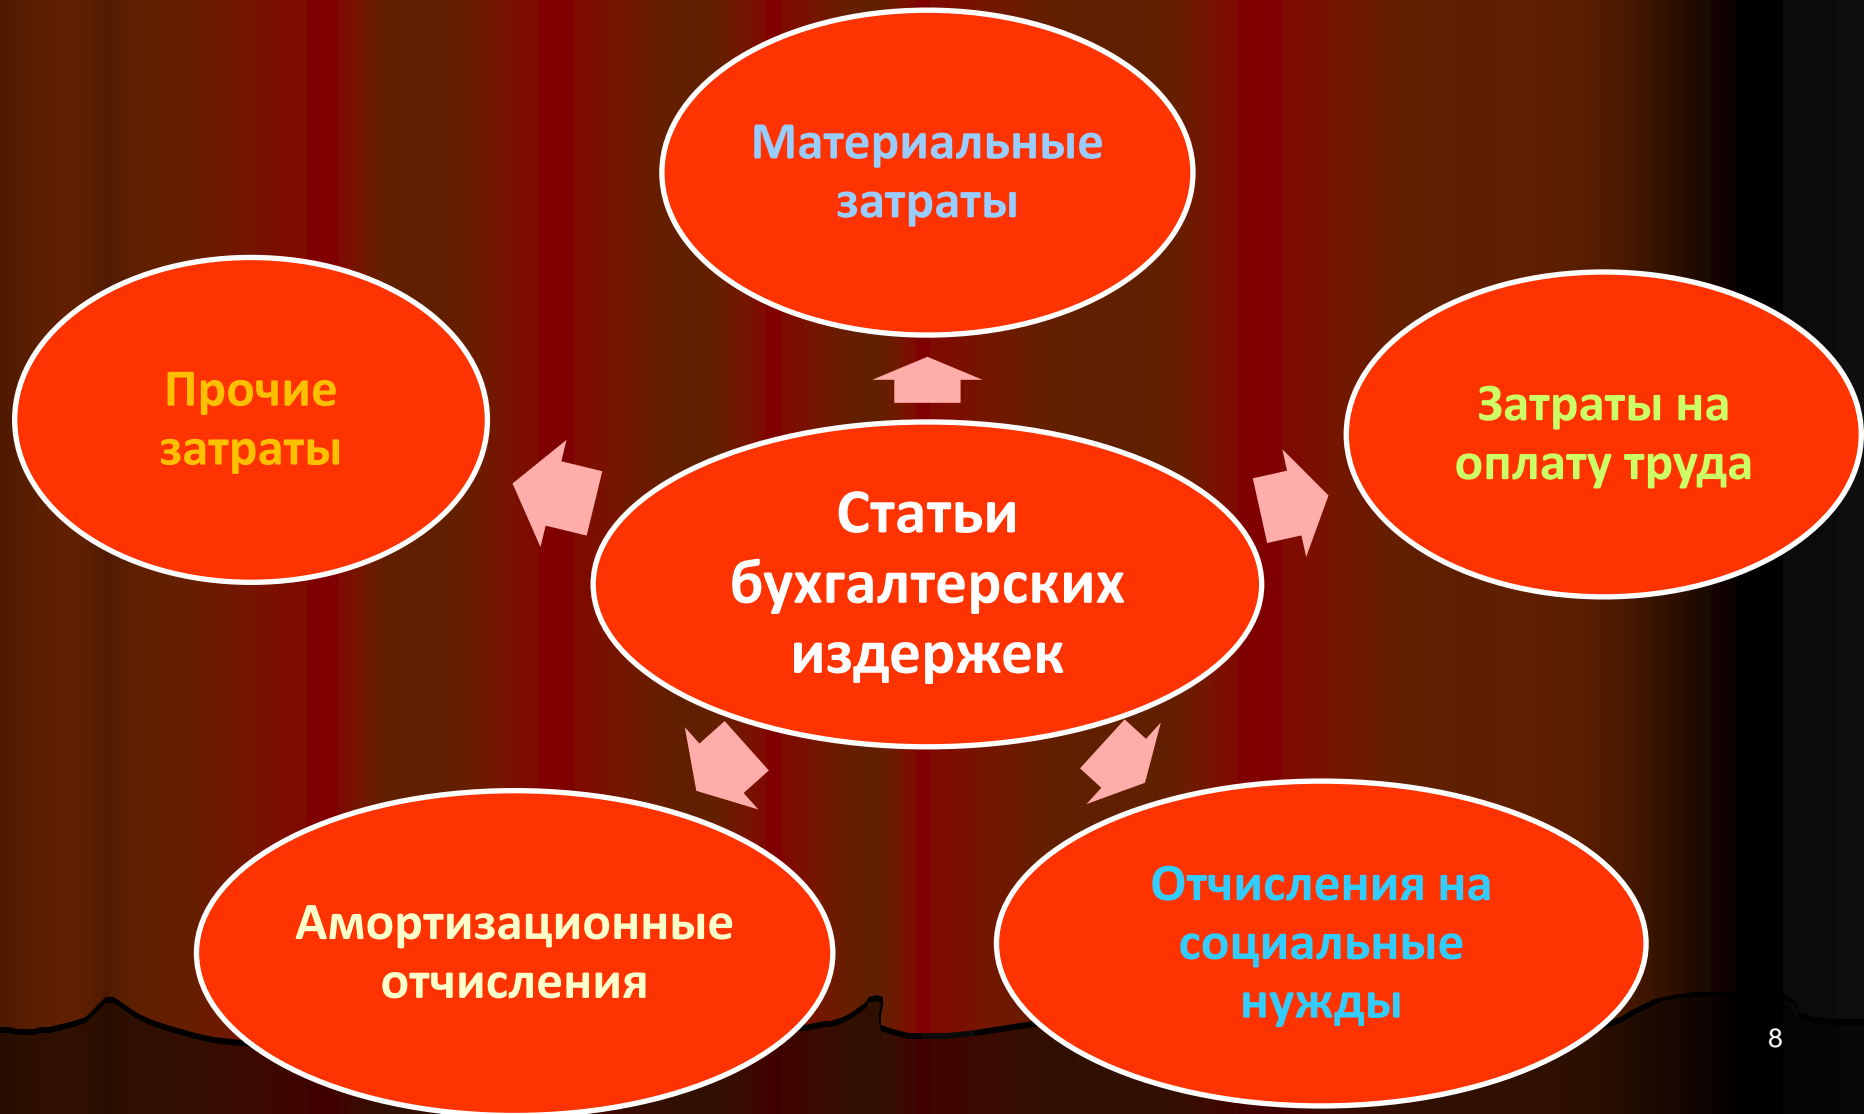 Материальные
затраты
Прочие
затраты
Затраты на
оплату труда
Статьи
бухгалтерских
издержек
Амортизационные
отчисления
Отчисления на
социальные
нужды
8